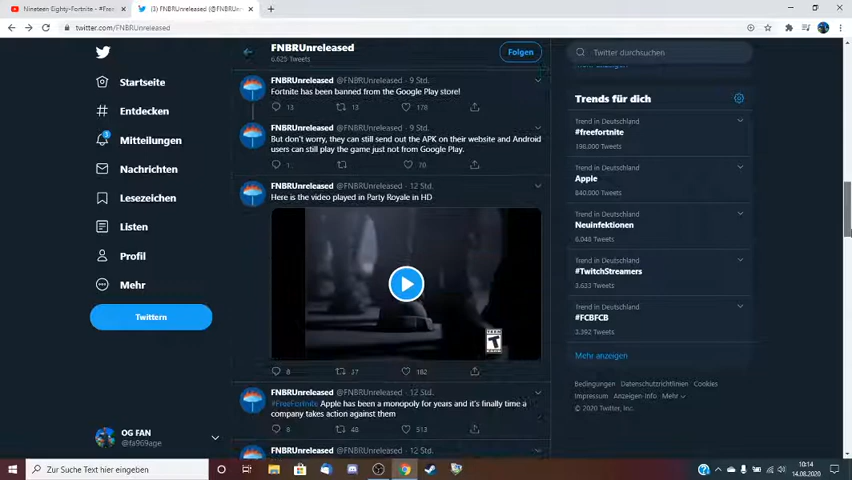 Nineteen Eighty-Fortnite - #Free
(1) FNBRUnreleased (@FNBRUn
twitter.com/FNBRUnreleased
FNBRUnreleased
6.625 Tweets
Folgen
Twitter durchsuchen
Startseite
Entdecken
Mitteilungen
Nachrichten
Lesezeichen
Listen
Profil
Mehr
Twittern
OG FAN
@fa969age
FNBRUnreleased @FNBRUnreleased · 9 Std.
Fortnite has been banned from the Google Play store!
13 13 178
FNBRUnreleased @FNBRUnreleased · 9 Std.
But don't worry, they can still send out the APK on their website and Android
users can still play the game just not from Google Play.
1 70
FNBRUnreleased @FNBRUnreleased · 12 Std.
Here is the video played in Party Royale in HD
TEEN
T
8 37 182
FNBRUnreleased @FNBRUnreleased · 12 Std.
#FreeFortnite Apple has been a monopoly for years and it's finally time a
company takes action against them
8 48 513
FNBRUnreleased @FNBRUnreleased · 12 Std.
Mehr anzeigen
Trends für dich
Trend in Deutschland
#freefortnite
198.000 Tweets
Trend in Deutschland
Apple
840.000 Tweets
Trend in Deutschland
Neuinfektionen
6.048 Tweets
Trend in Deutschland
#TwitchStreamers
3.633 Tweets
Trend in Deutschland
#FCBFCB
3.392 Tweets
Mehr anzeigen
Bedingungen Datenschutzrichtlinien Cookies
Impressum Anzeigen-Info Mehr
© 2020 Twitter, Inc.
Zur Suche Text hier eingeben
10:14
14.08.2020